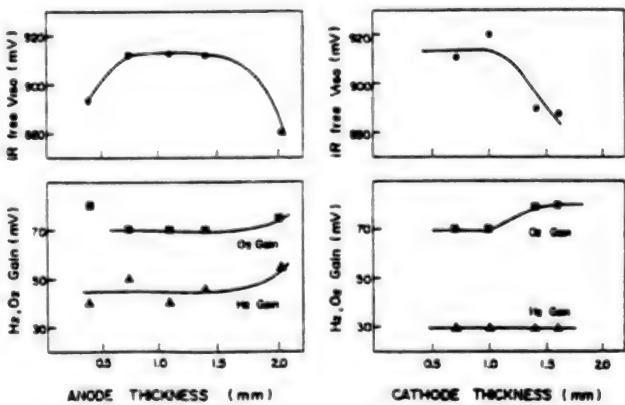 IR free V150 (mV)
920
900
880
IR free V150 (mV)
920
900
880
H2, O2 Gain (mV)
70
50
30
O2 Gain
H2 Gain
0.5 1.0 1.5 2.0
ANODE THICKNESS (mm)
H2, O2 Gain (mV)
70
50
30
O2 Gain
H2 Gain
0.5 1.0 1.5 2.0
CATHODE THICKNESS (mm)